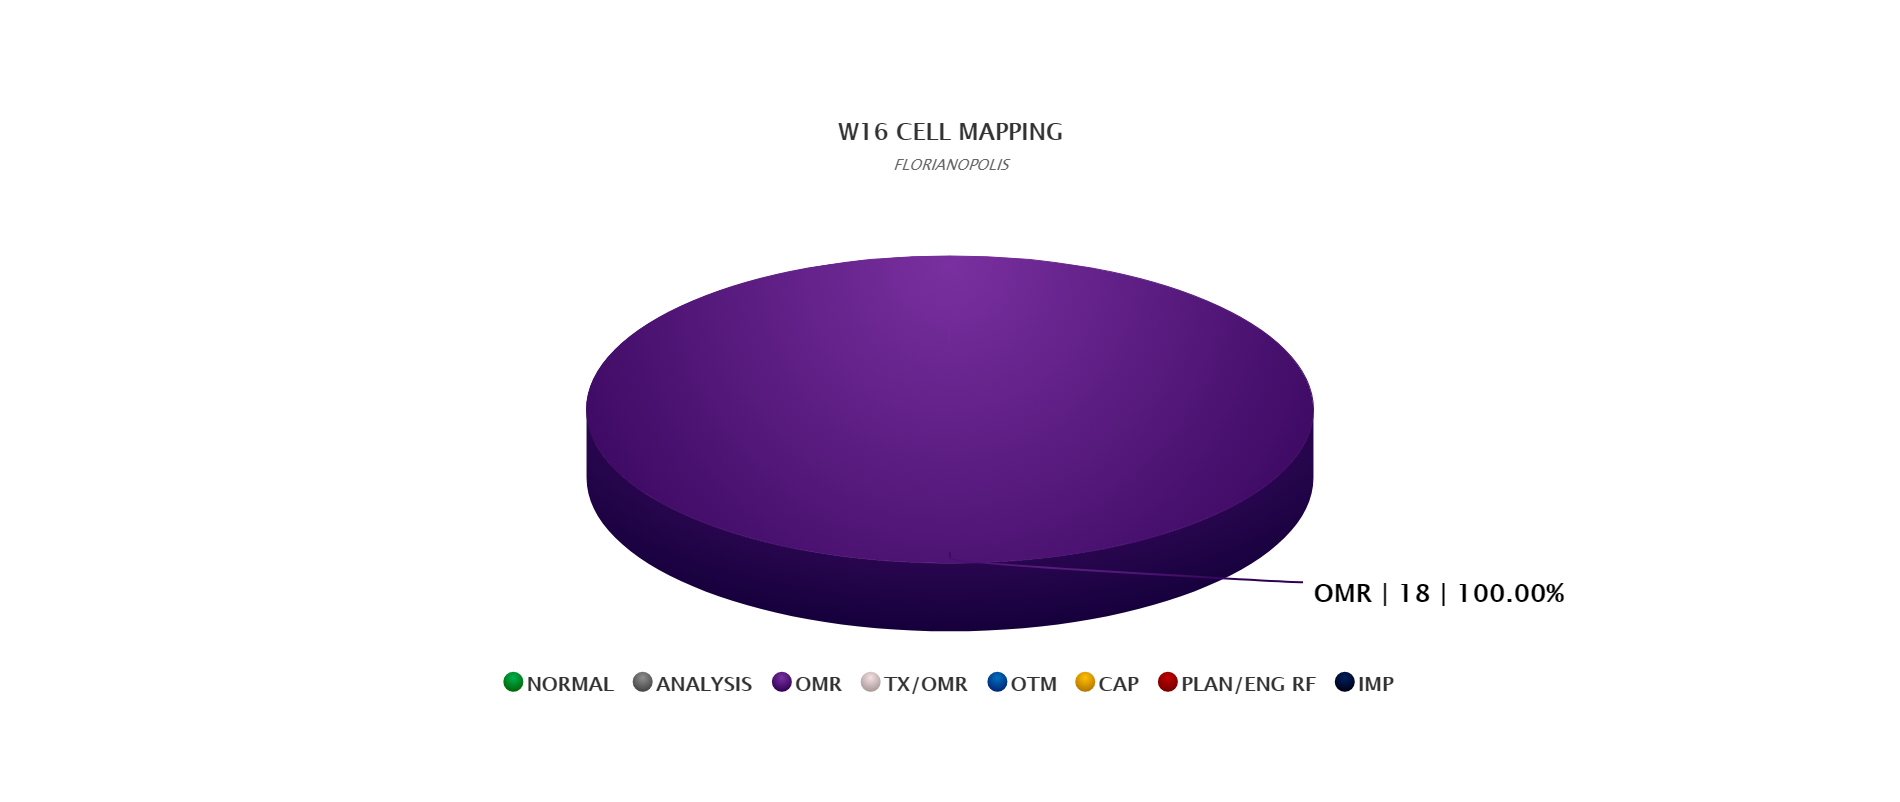 W16 CELL MAPPING
FLORIANOPOLIS
OMR | 18 | 100.00%
NORMAL ANALYSIS OMR TX/OMR OTM CAP PLAN/ENG RF IMP